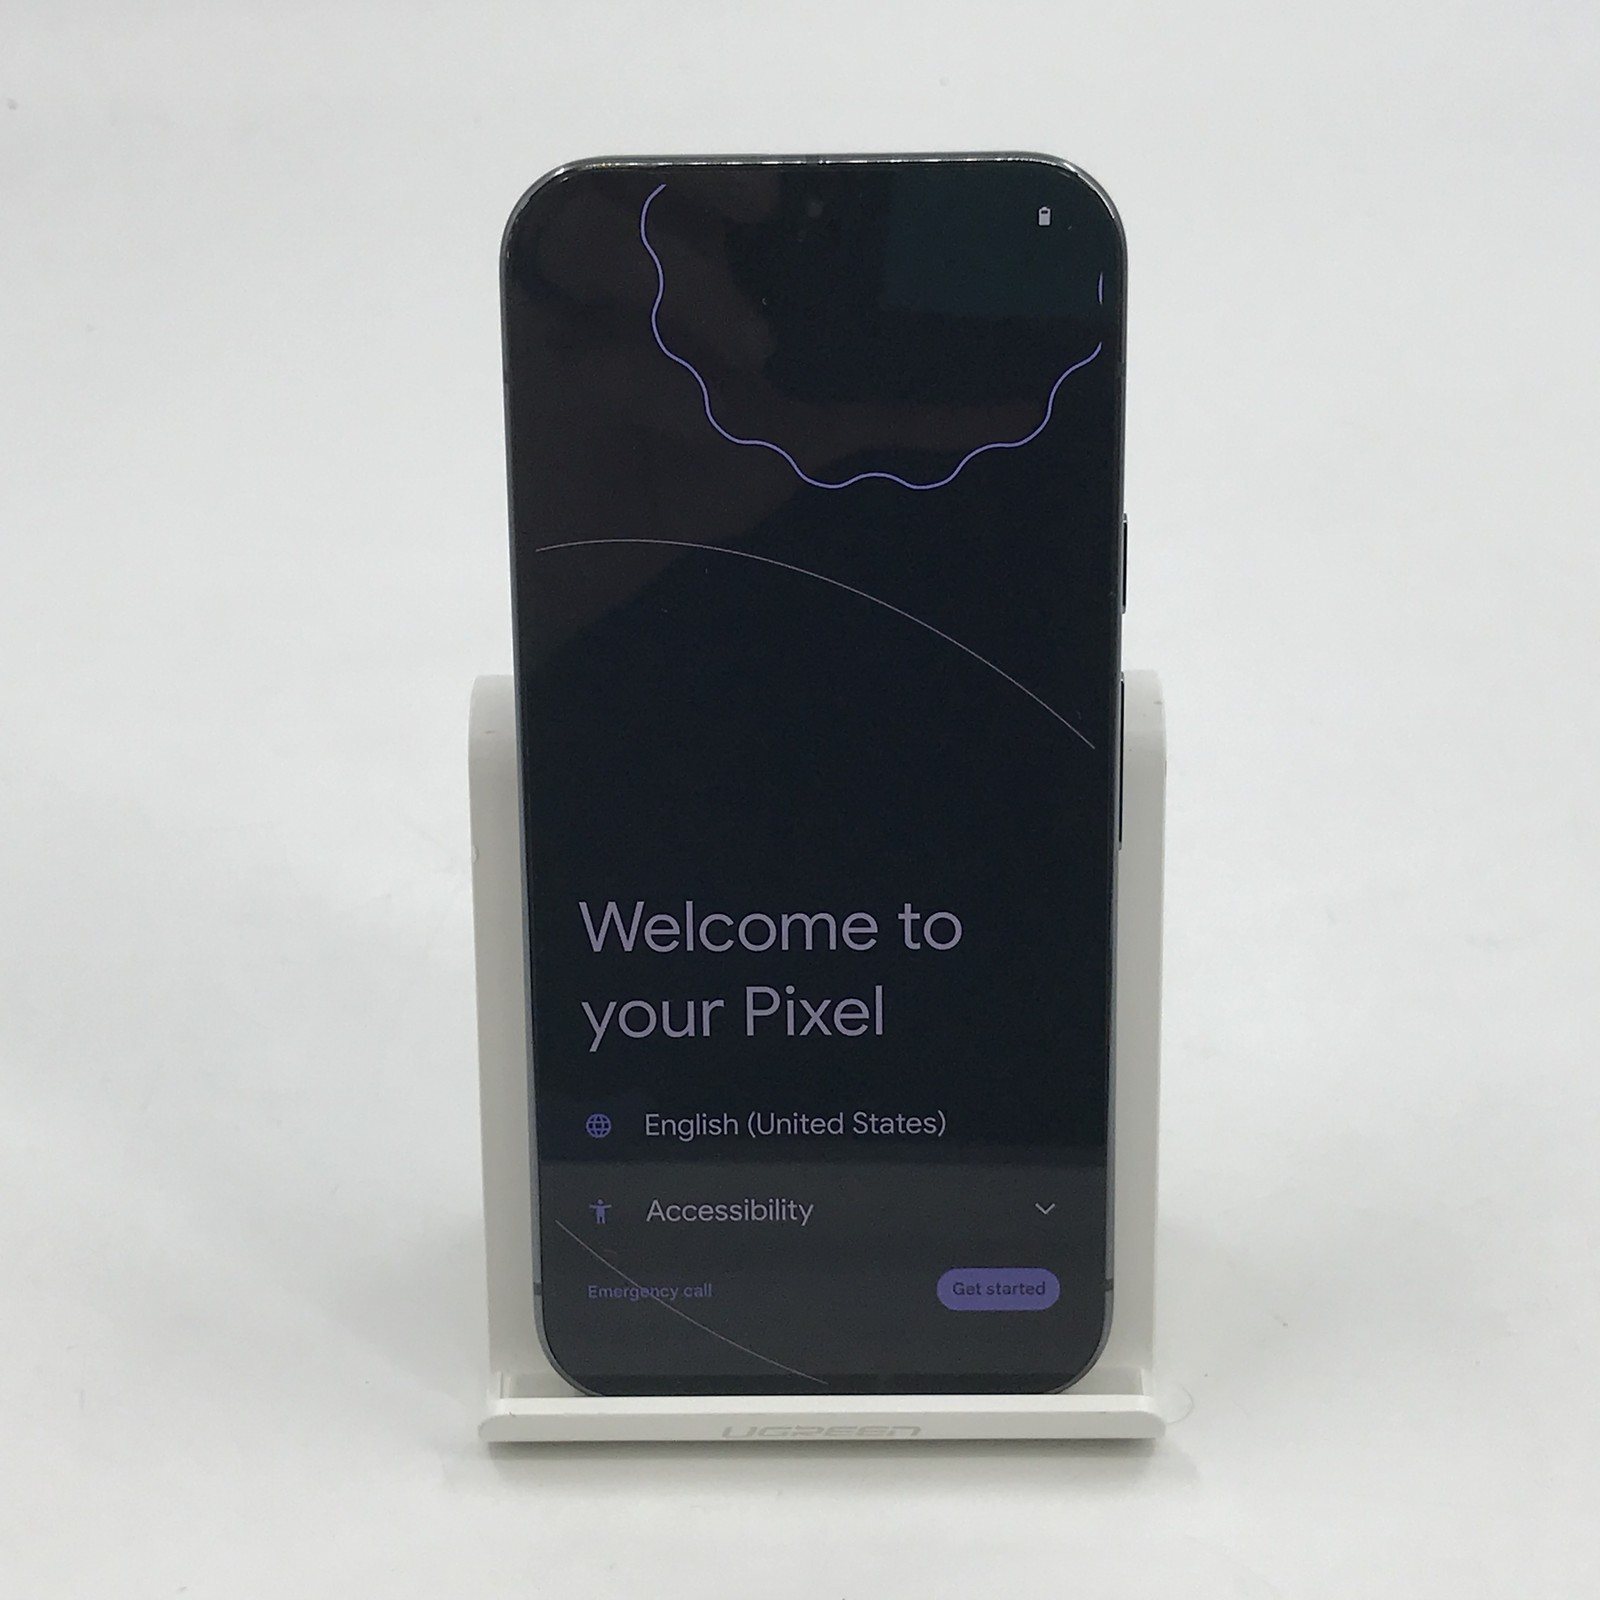 Welcome to
your Pixel
English (United States)
Accessibility
Emergency call
Get started
UGREEN